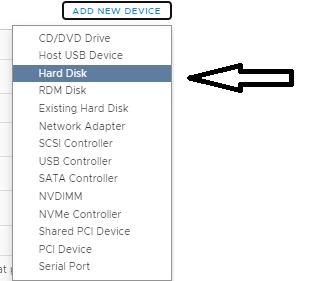 ADD NEW DEVICE
CD/DVD Drive
Host USB Device
Hard Disk
RDM Disk
Existing Hard Disk
Network Adapter
SCSI Controller
USB Controller
SATA Controller
NVDIMM
NVMe Controller
Shared PCI Device
PCI Device
Serial Port